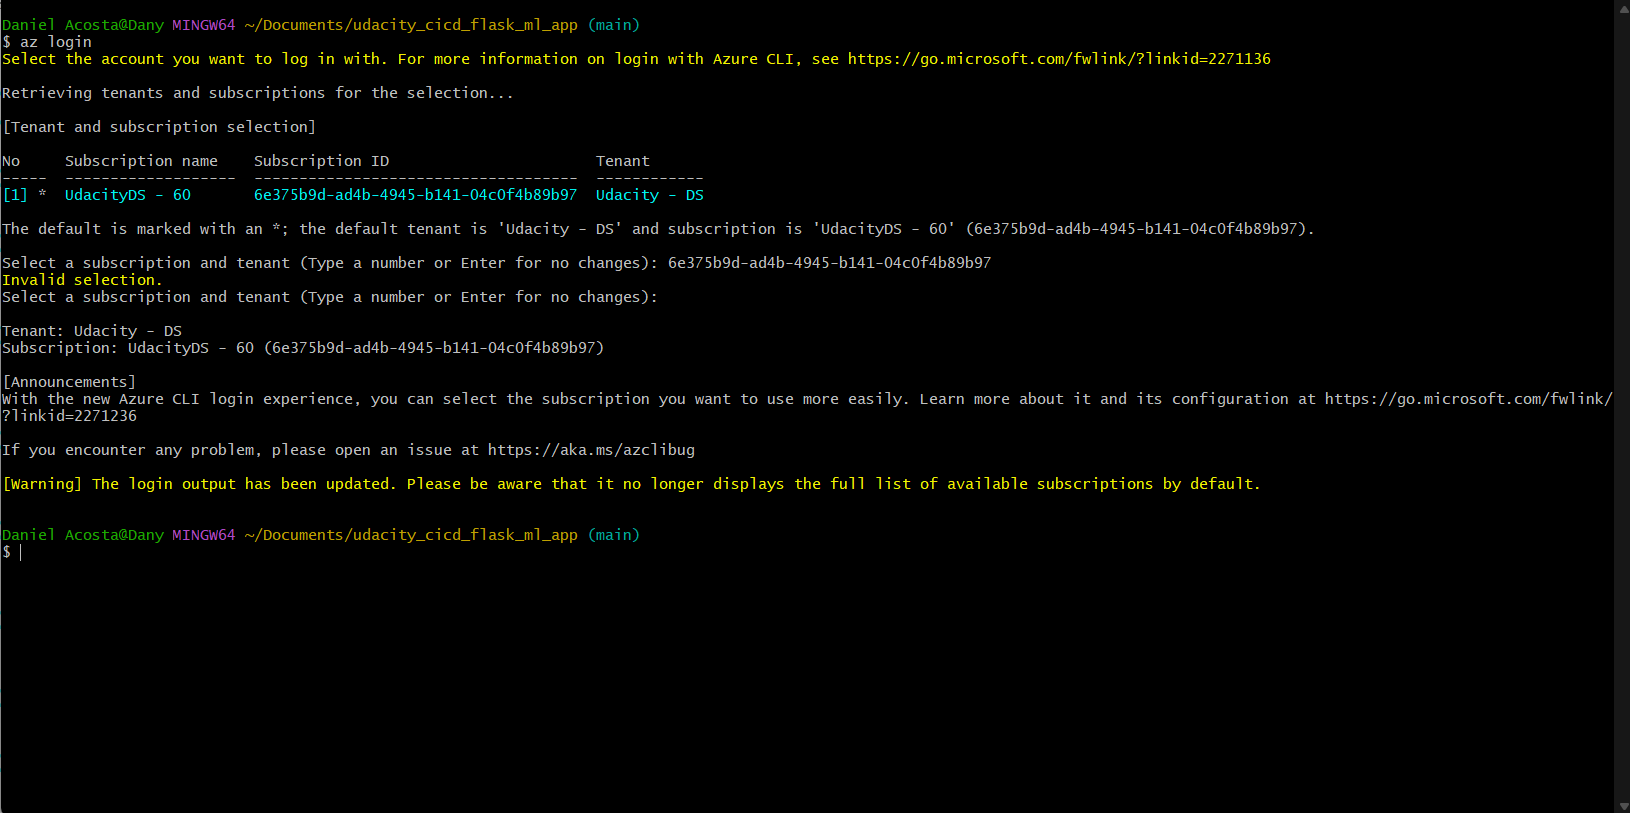 Daniel Acosta@Dany MINGW64 ~/Documents/udacity_cicd_flask_ml_app (main)
$ az login
Select the account you want to log in with. For more information on login with Azure CLI, see https://go.microsoft.com/fwlink/?linkid=2271136
Retrieving tenants and subscriptions for the selection...
[Tenant and subscription selection]
No     Subscription name    Subscription ID                       Tenant
-----  -------------------  ------------------------------------  ------------
[1] *  UdacityDS - 60       6e375b9d-ad4b-4945-b141-04c0f4b89b97  Udacity - DS
The default is marked with an *; the default tenant is 'Udacity - DS' and subscription is 'UdacityDS - 60' (6e375b9d-ad4b-4945-b141-04c0f4b89b97).
Select a subscription and tenant (Type a number or Enter for no changes): 6e375b9d-ad4b-4945-b141-04c0f4b89b97
Invalid selection.
Select a subscription and tenant (Type a number or Enter for no changes):
Tenant: Udacity - DS
Subscription: UdacityDS - 60 (6e375b9d-ad4b-4945-b141-04c0f4b89b97)
[Announcements]
With the new Azure CLI login experience, you can select the subscription you want to use more easily. Learn more about it and its configuration at https://go.microsoft.com/fwlink/
?linkid=2271236
If you encounter any problem, please open an issue at https://aka.ms/azclibug
[Warning] The login output has been updated. Please be aware that it no longer displays the full list of available subscriptions by default.
Daniel Acosta@Dany MINGW64 ~/Documents/udacity_cicd_flask_ml_app (main)
$